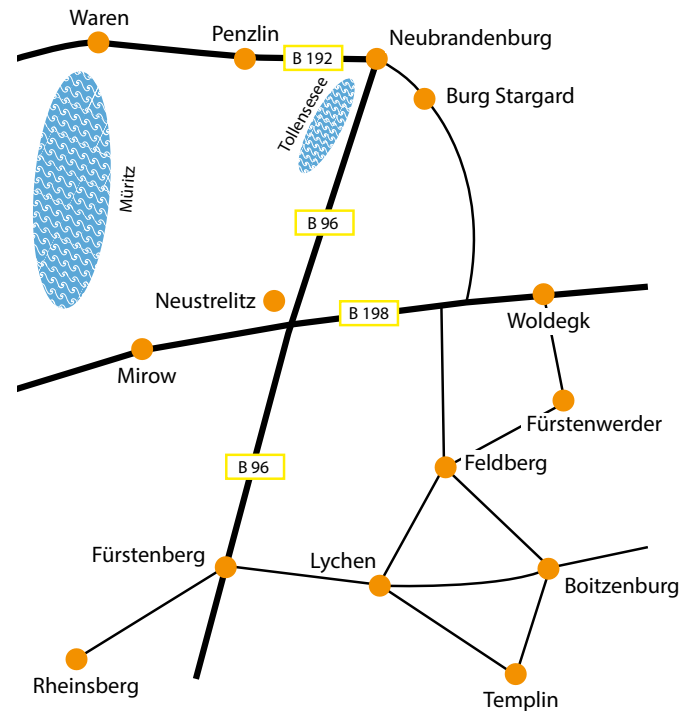 Waren
Penzlin
Neubrandenburg
B 192
Burg Stargard
Tollensesee
Müritz
B 96
Neustrelitz
B 198
Woldegk
Mirow
Fürstenwerder
B 96
Feldberg
Fürstenberg
Lychen
Boitzenburg
Rheinsberg
Templin